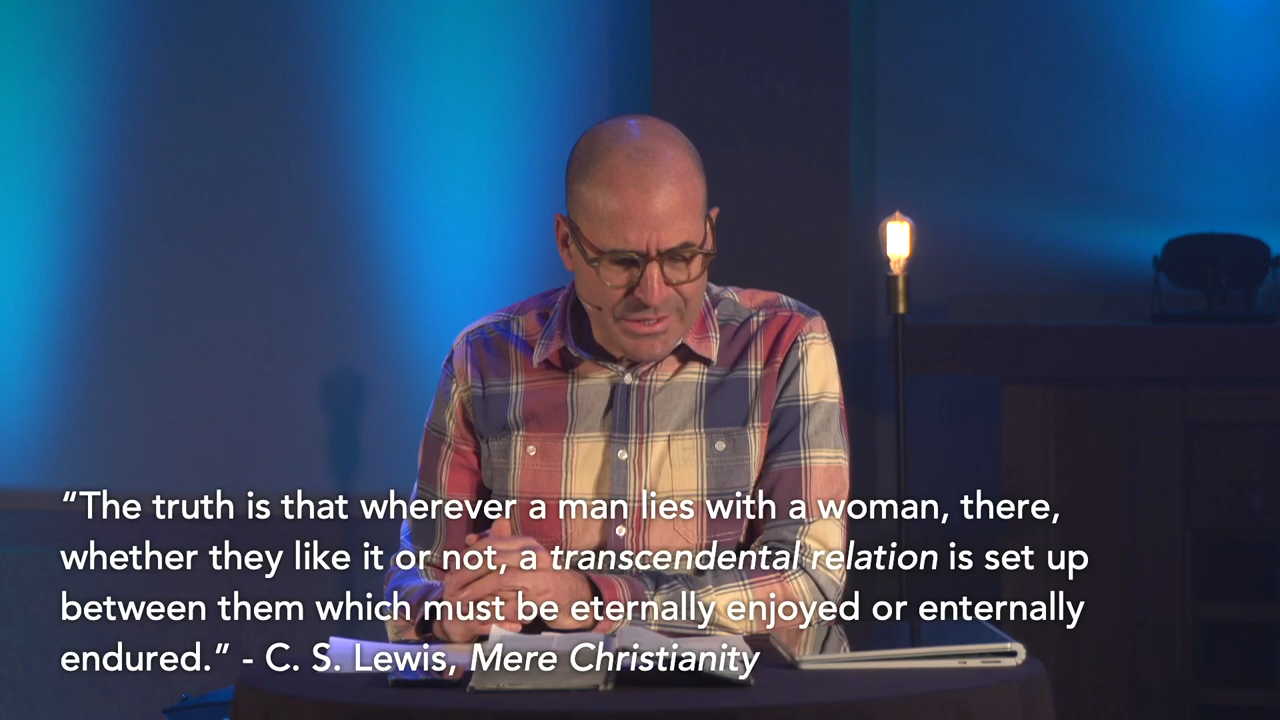 “The truth is that wherever a man lies with a woman, there,
whether they like it or not, a transcendental relation is set up
between them which must be eternally enjoyed or enternally
endured.” - C. S. Lewis, Mere Christianity